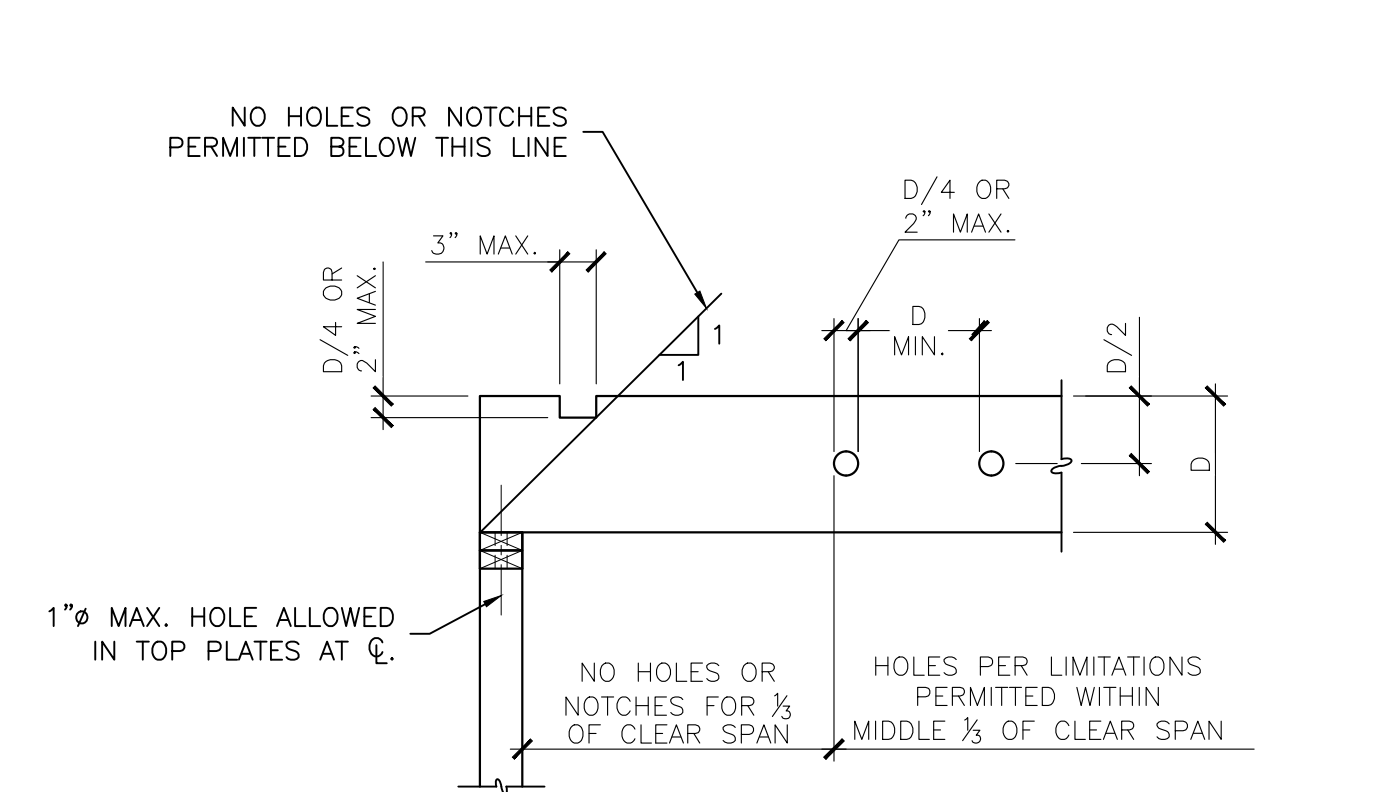 NO HOLES OR NOTCHES
PERMITTED BELOW THIS LINE
D/4 OR
2” MAX.
3” MAX.
D/4 OR
2” MAX.
1
1
D
MIN.
D/2
D
1”ø MAX. HOLE ALLOWED
IN TOP PLATES AT ℄.
NO HOLES OR
NOTCHES FOR ⅓
OF CLEAR SPAN
HOLES PER LIMITATIONS
PERMITTED WITHIN
MIDDLE ⅓ OF CLEAR SPAN